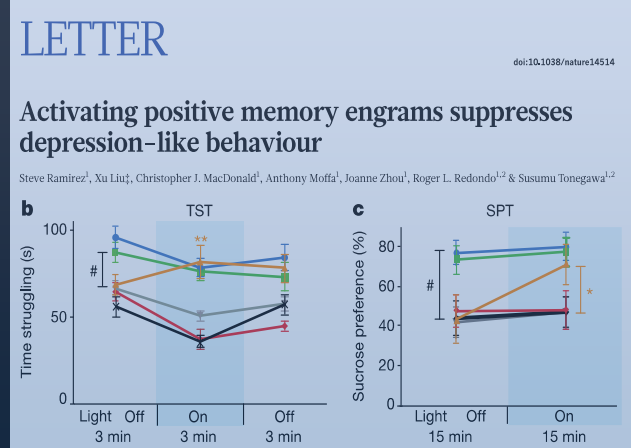 LETTER
doi:10.1038/nature14514
Activating positive memory engrams suppresses
depression-like behaviour
Steve Ramirez1, Xu Liu‡, Christopher J. MacDonald1, Anthony Moffa1, Joanne Zhou1, Roger L. Redondo1,2 & Susumu Tonegawa1,2
b
TST
Time struggling (s)
100
50
0
#
**
Light Off
On
Off
3 min
3 min
3 min
c
SPT
Sucrose preference (%)
80
60
40
20
0
#
*
Light Off
On
15 min
15 min